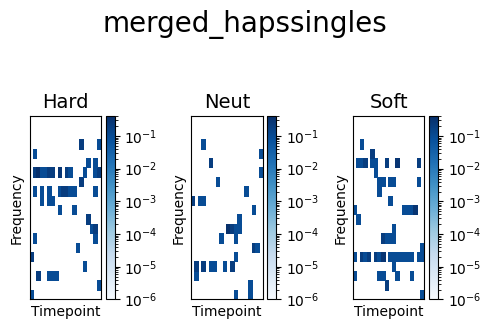 merged_hapssingles
Hard
Neut
Soft
Frequency
Timepoint
10⁻¹
10⁻²
10⁻³
10⁻⁴
10⁻⁵
10⁻⁶
Frequency
Timepoint
10⁻¹
10⁻²
10⁻³
10⁻⁴
10⁻⁵
10⁻⁶
Frequency
Timepoint
10⁻¹
10⁻²
10⁻³
10⁻⁴
10⁻⁵
10⁻⁶